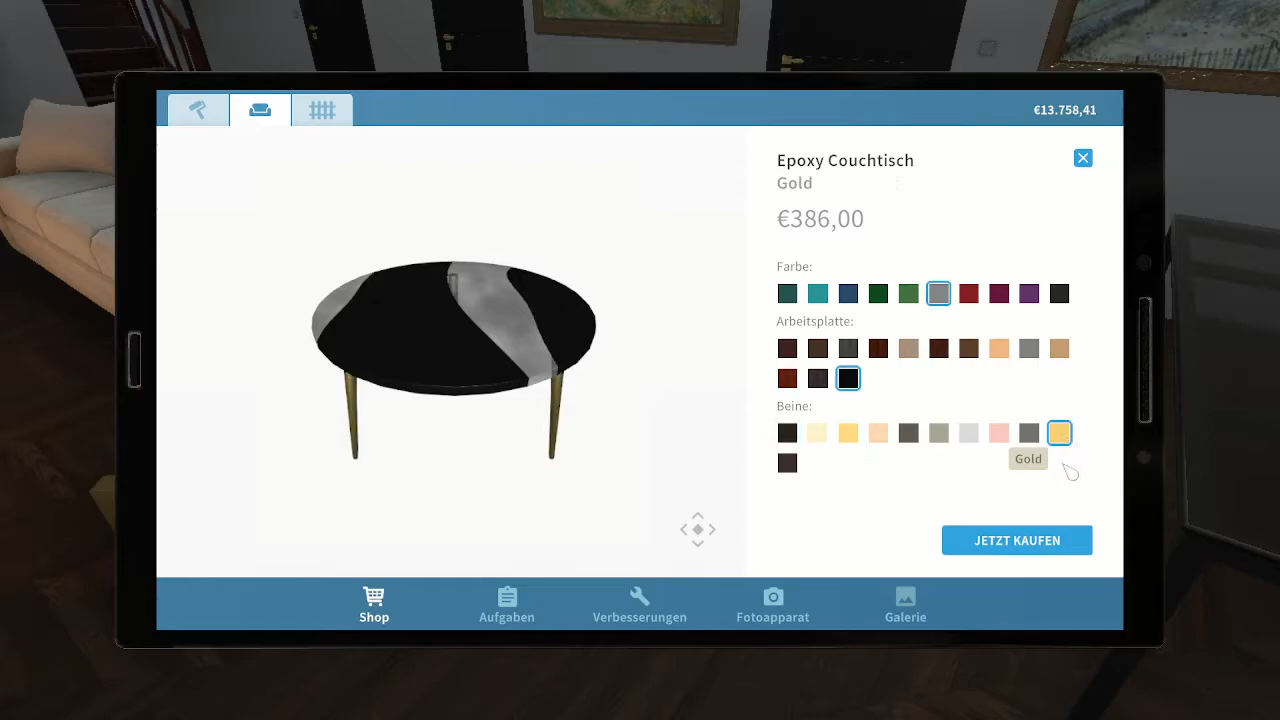 €13.758,41
Epoxy Couchtisch
Gold
€386,00
Farbe:
Arbeitsplatte:
Beine:
Gold
JETZT KAUFEN
Shop
Aufgaben
Verbesserungen
Fotoapparat
Galerie